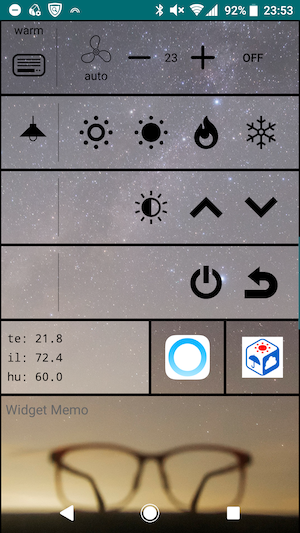 92% 23:53
warm
auto
23
OFF
te: 21.8
il: 72.4
hu: 60.0
Widget Memo